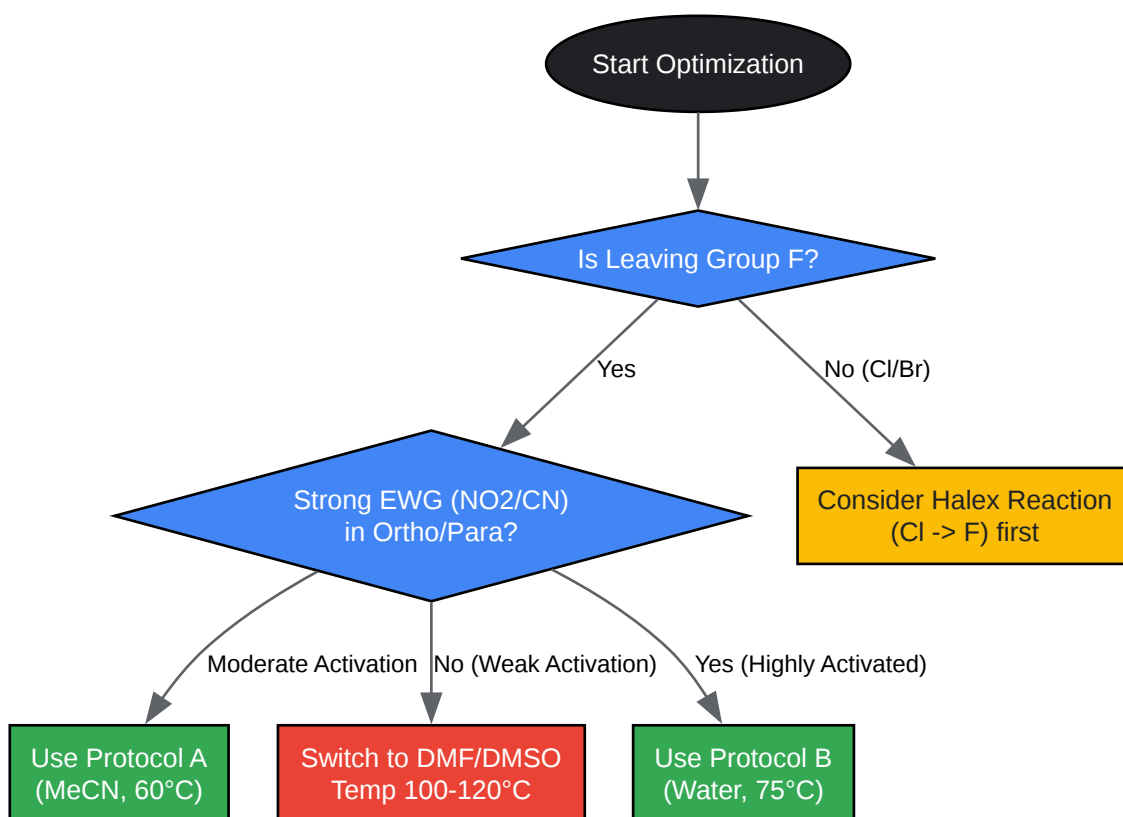 Start Optimization
Is Leaving Group F?
Yes
No (Cl/Br)
Strong EWG (NO2/CN)
in Ortho/Para?
Consider Halex Reaction
(Cl -> F) first
Moderate Activation
No (Weak Activation)
Yes (Highly Activated)
Use Protocol A
(MeCN, 60°C)
Switch to DMF/DMSO
Temp 100-120°C
Use Protocol B
(Water, 75°C)